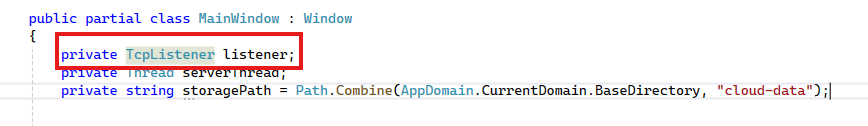 public partial class MainWindow : Window
{
private TcpListener listener;
private Thread serverThread;
private string storagePath = Path.Combine(AppDomain.CurrentDomain.BaseDirectory, "cloud-data");